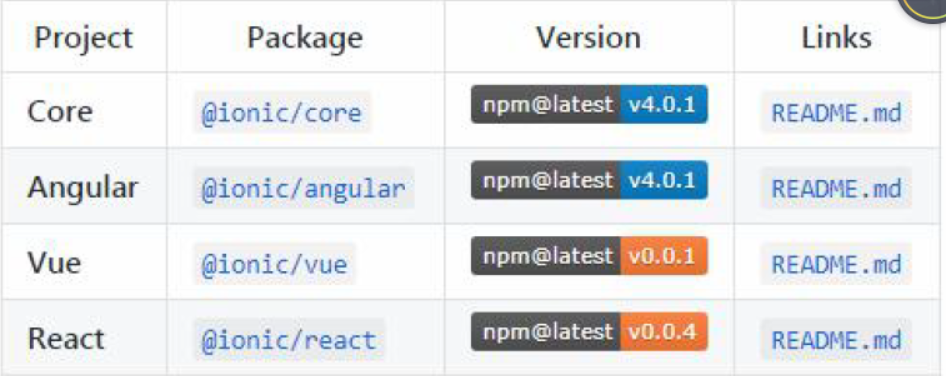 Project Package Version Links
Core @ionic/core npm@latest v4.0.1 README.md
Angular @ionic/angular npm@latest v4.0.1 README.md
Vue @ionic/vue npm@latest v0.0.1 README.md
React @ionic/react npm@latest v0.0.4 README.md